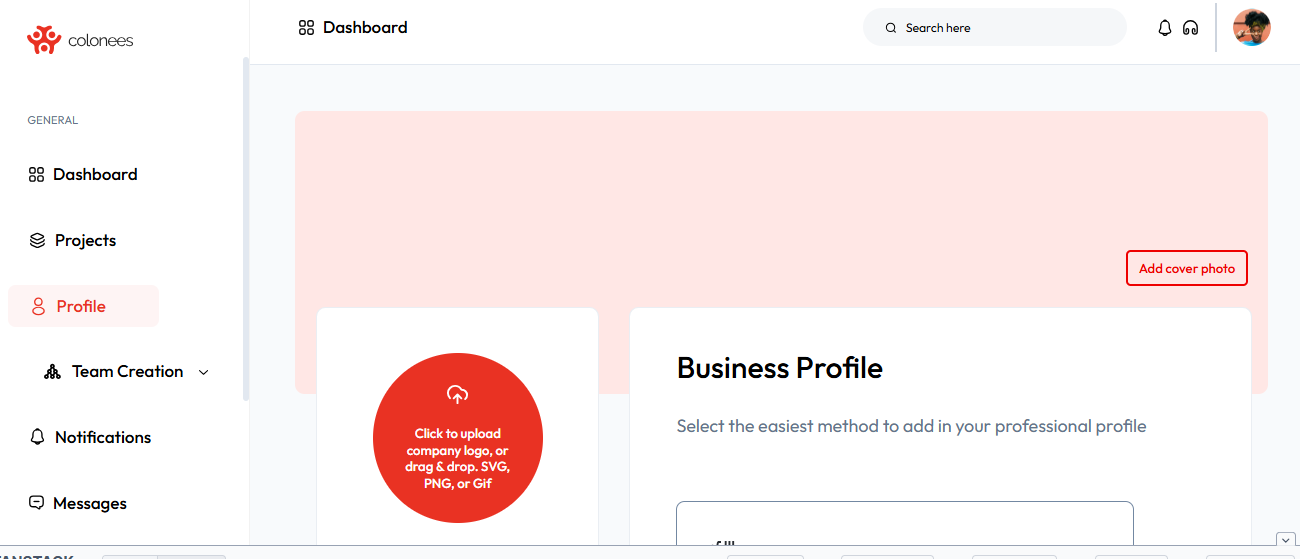 colonees
Dashboard
Search here
GENERAL
Dashboard
Projects
Profile
Team Creation
Notifications
Messages
Add cover photo
Click to upload
company logo, or
drag & drop. SVG,
PNG, or Gif
Business Profile
Select the easiest method to add in your professional profile